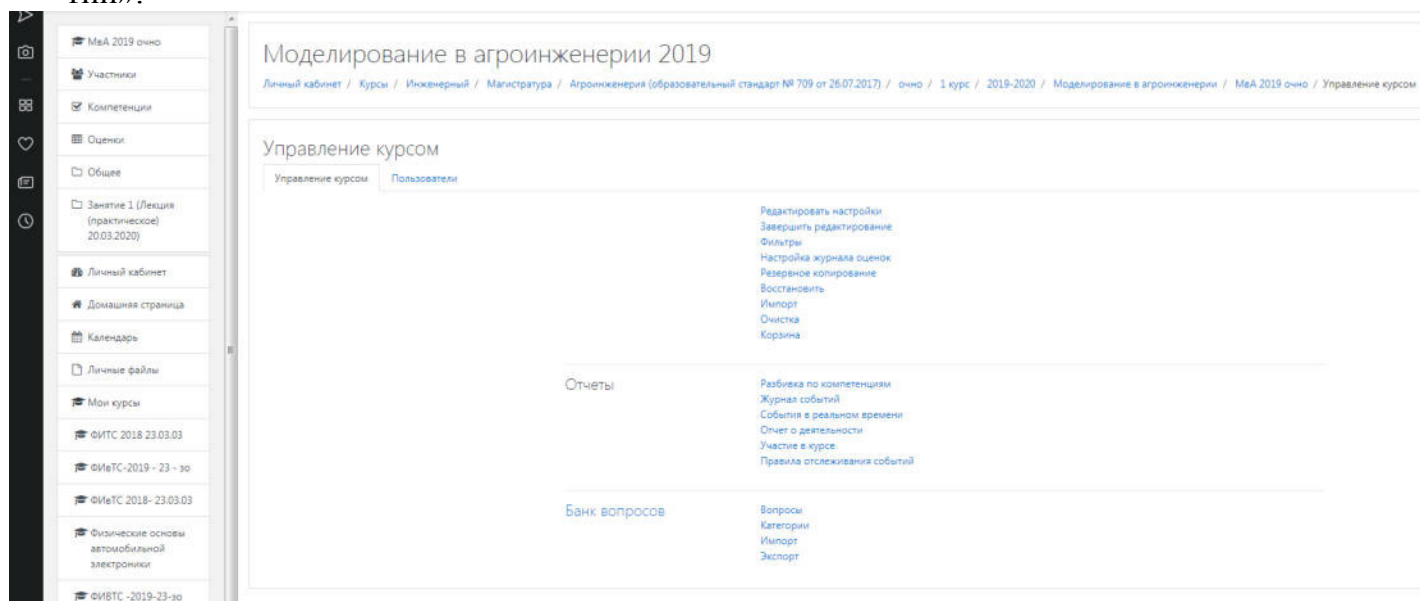 МвА 2019 очно
Участники
Компетенции
Оценки
Общее
Занятие 1 (Лекция
(практическое)
20.03.2020)
Личный кабинет
Домашняя страница
Календарь
Личные файлы
Мои курсы
ФИТС 2018 23.03.03
ФИвТС-2019 - 23 - зо
ФИвТС 2018- 23.03.03
Физические основы
автомобильной
электроники
ФИВТС -2019-23-зо
Моделирование в агроинженерии 2019
Личный кабинет / Курсы / Инженерный / Магистратура / Агроинженерия (образовательный стандарт № 709 от 26.07.2017) / очно / 1 курс / 2019-2020 / Моделирование в агроинженерии / МвА 2019 очно / Управление курсом
Управление курсом
Управление курсом Пользователи
Редактировать настройки
Завершить редактирование
Фильтры
Настройка журнала оценок
Резервное копирование
Восстановить
Импорт
Очистка
Корзина
Отчеты
Разбивка по компетенциям
Журнал событий
События в реальном времени
Отчет о деятельности
Участие в курсе
Правила отслеживания событий
Банк вопросов
Вопросы
Категории
Импорт
Экспорт